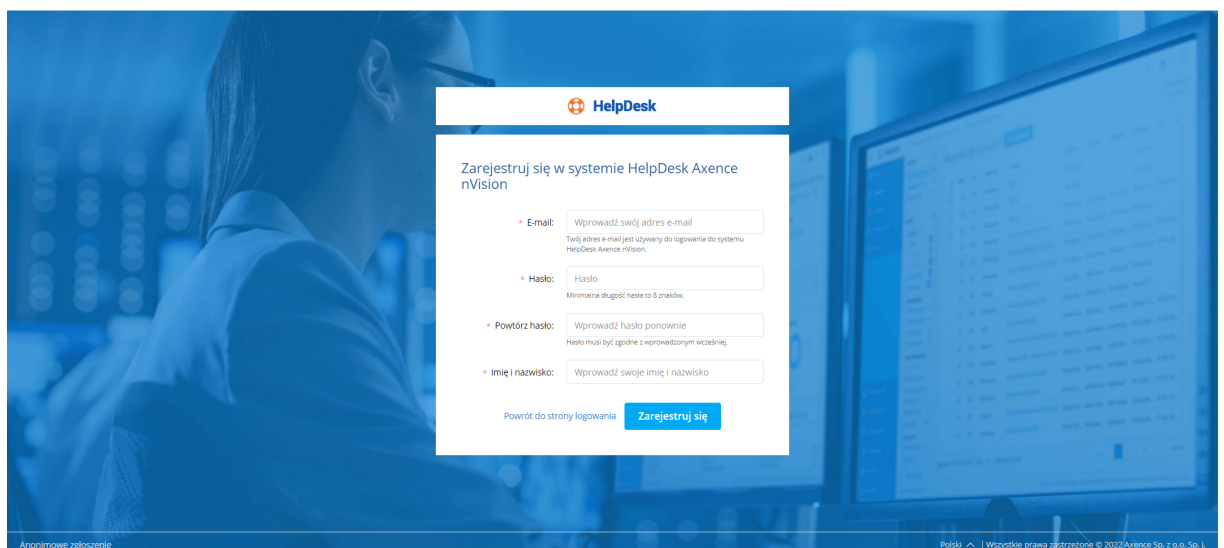 HelpDesk
Zarejestruj się w systemie HelpDesk Axence
nVision
* E-mail: Wprowadź swój adres e-mail
Twój adres e-mail jest używany do logowania do systemu
HelpDesk Axence nVision.
* Hasło: Hasło
Minimalna długość hasła to 8 znaków.
* Powtórz hasło: Wprowadź hasło ponownie
Hasło musi być zgodne z wprowadzonym wcześniej.
* Imię i nazwisko: Wprowadź swoje imię i nazwisko
Powrót do strony logowania Zarejestruj się
Anonimowe zgłoszenie Polski | Wszystkie prawa zastrzeżone © 2022 Axence Sp. z o.o. Sp. j.